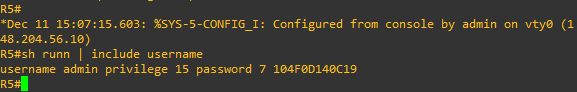 R5#
*Dec 11 15:07:15.603: %SYS-5-CONFIG_I: Configured from console by admin on vty0 (1
48.204.56.10)
R5#sh runn | include username
username admin privilege 15 password 7 104F0D140C19
R5#